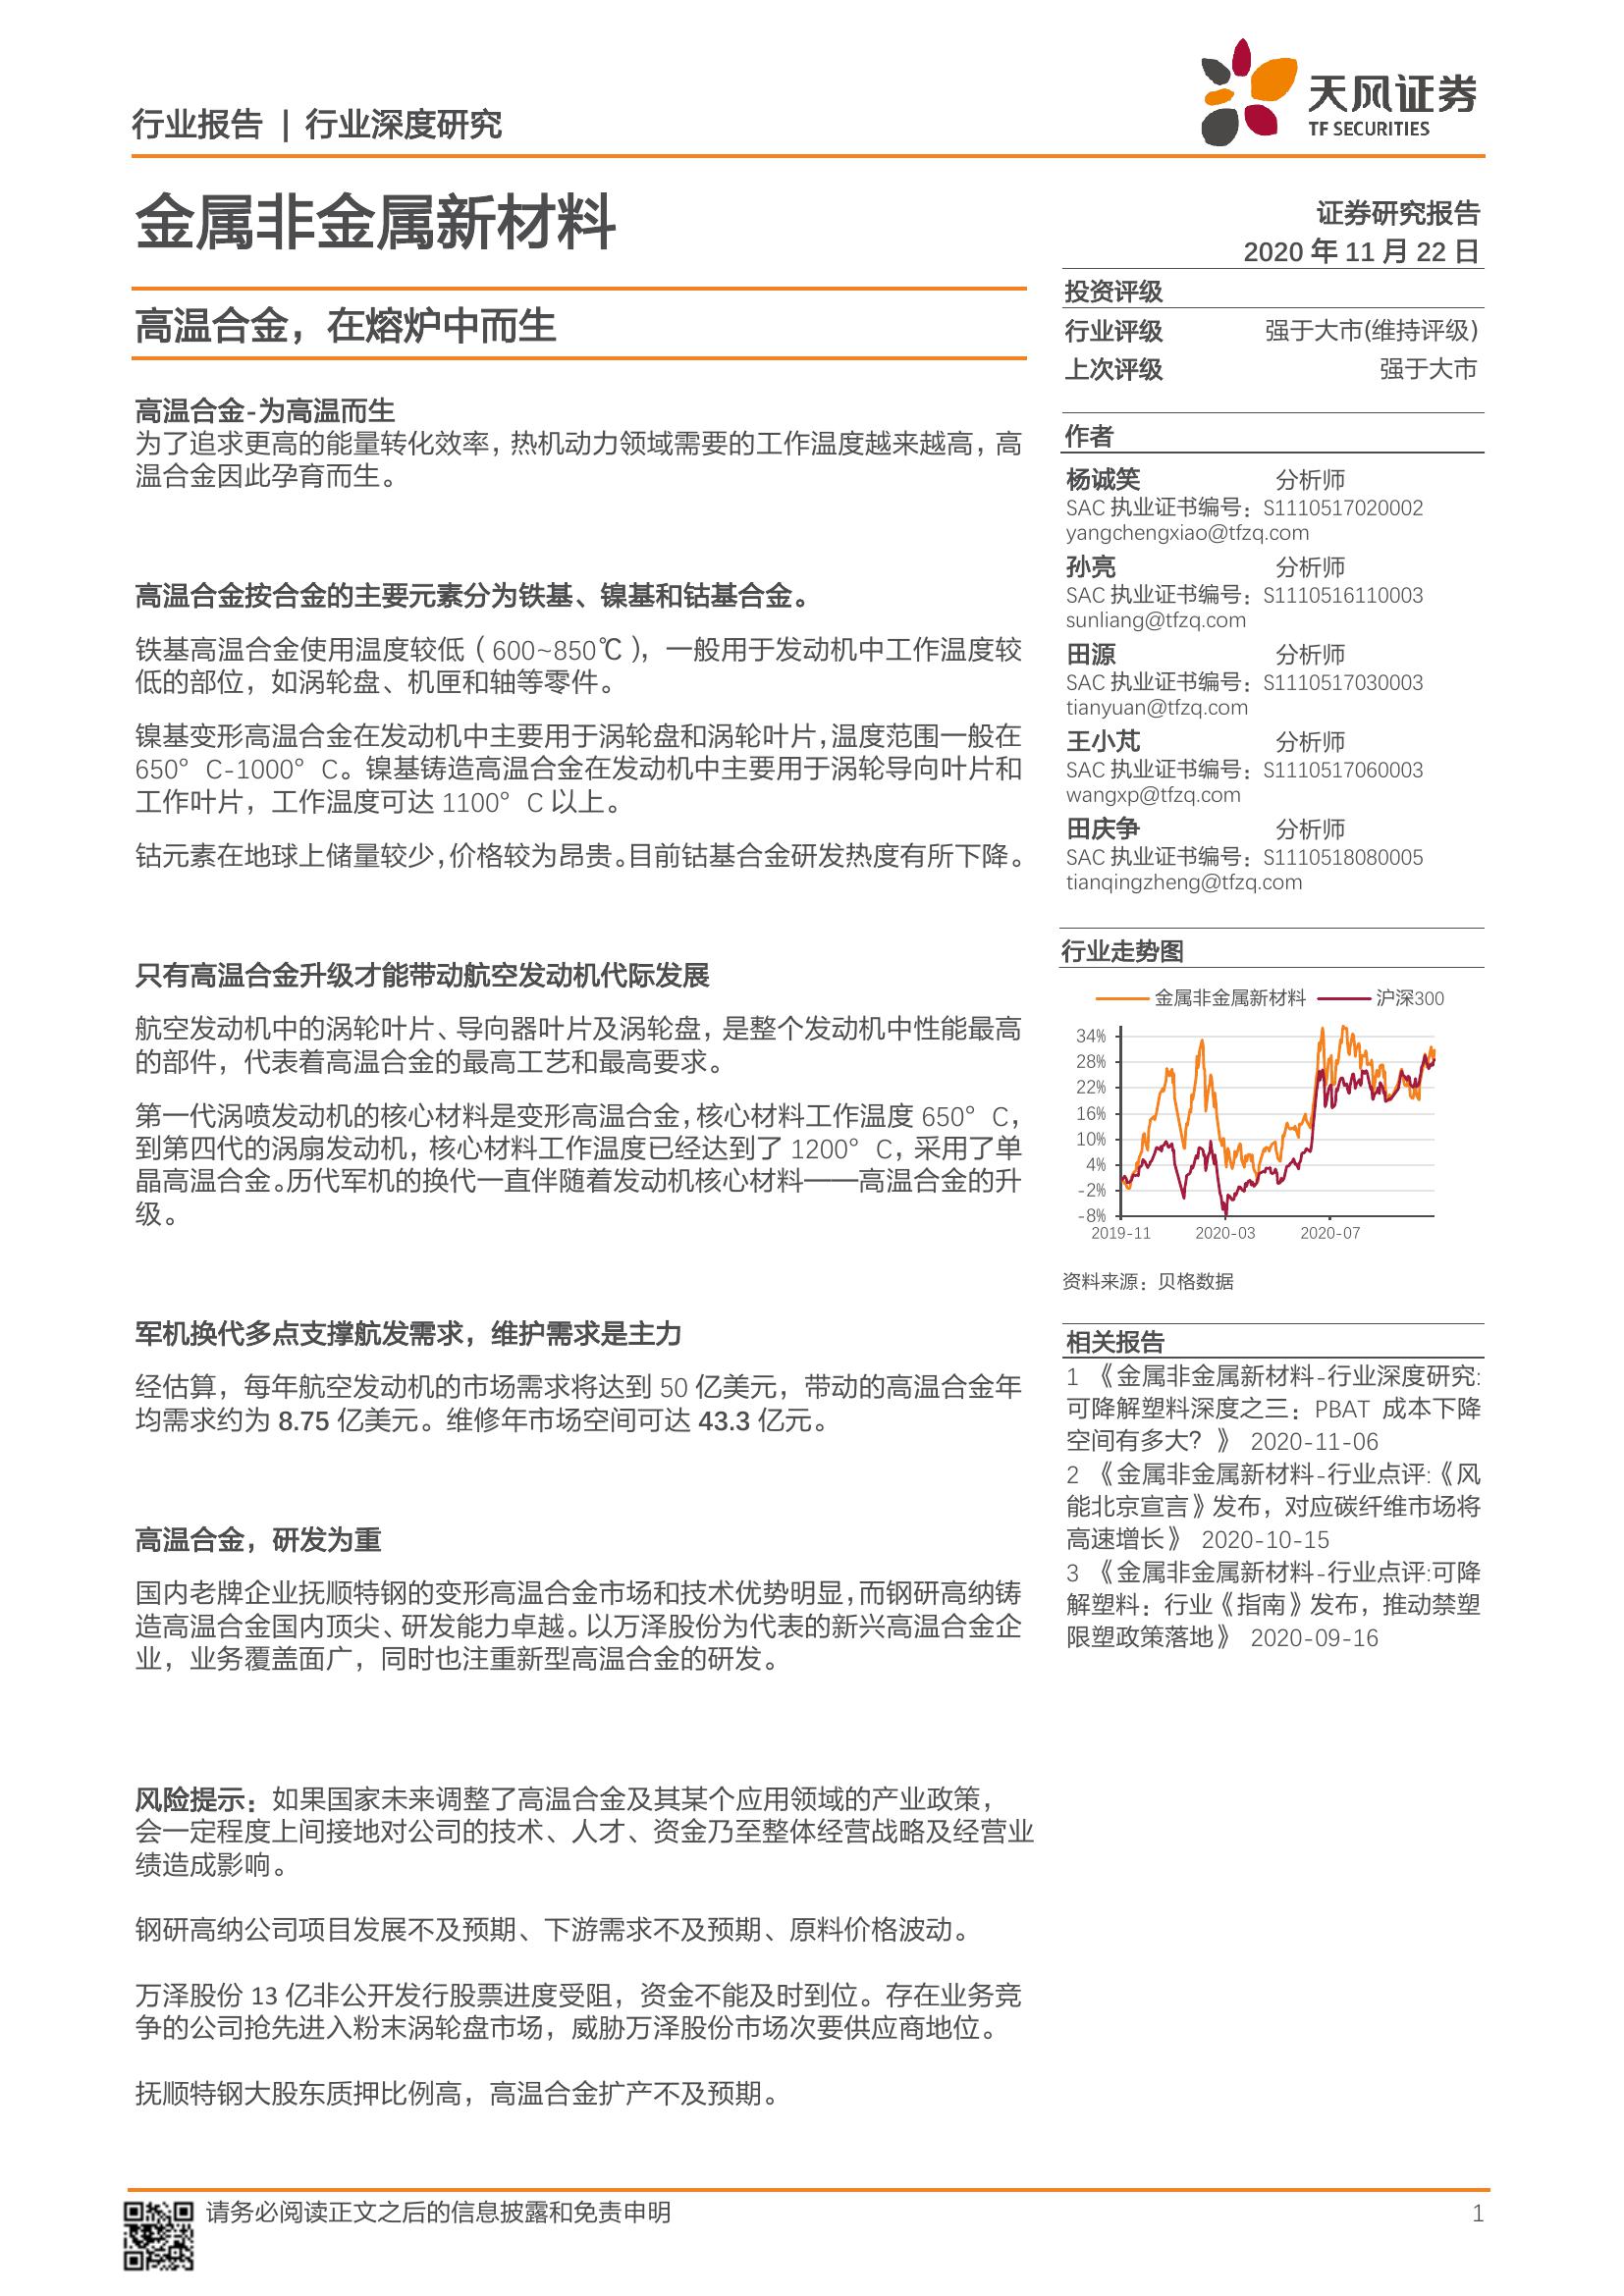 行业报告 | 行业深度研究
天风证券
TF SECURITIES
金属非金属新材料
证券研究报告
2020 年 11 月 22 日
高温合金，在熔炉中而生
高温合金-为高温而生
为了追求更高的能量转化效率，热机动力领域需要的工作温度越来越高，高
温合金因此孕育而生。
高温合金按合金的主要元素分为铁基、镍基和钴基合金。
铁基高温合金使用温度较低（600~850℃），一般用于发动机中工作温度较
低的部位，如涡轮盘、机匣和轴等零件。
镍基变形高温合金在发动机中主要用于涡轮盘和涡轮叶片，温度范围一般在
650° C-1000° C。镍基铸造高温合金在发动机中主要用于涡轮导向叶片和
工作叶片，工作温度可达 1100° C 以上。
钴元素在地球上储量较少，价格较为昂贵。目前钴基合金研发热度有所下降。
只有高温合金升级才能带动航空发动机代际发展
航空发动机中的涡轮叶片、导向器叶片及涡轮盘，是整个发动机中性能最高
的部件，代表着高温合金的最高工艺和最高要求。
第一代涡喷发动机的核心材料是变形高温合金，核心材料工作温度 650° C，
到第四代的涡扇发动机，核心材料工作温度已经达到了 1200° C，采用了单
晶高温合金。历代军机的换代一直伴随着发动机核心材料——高温合金的升
级。
军机换代多点支撑航发需求，维护需求是主力
经估算，每年航空发动机的市场需求将达到 50 亿美元，带动的高温合金年
均需求约为 8.75 亿美元。维修年市场空间可达 43.3 亿元。
高温合金，研发为重
国内老牌企业抚顺特钢的变形高温合金市场和技术优势明显，而钢研高纳铸
造高温合金国内顶尖、研发能力卓越。以万泽股份为代表的新兴高温合金企
业，业务覆盖面广，同时也注重新型高温合金的研发。
风险提示：如果国家未来调整了高温合金及其某个应用领域的产业政策，
会一定程度上间接地对公司的技术、人才、资金乃至整体经营战略及经营业
绩造成影响。
钢研高纳公司项目发展不及预期、下游需求不及预期、原料价格波动。
万泽股份 13 亿非公开发行股票进度受阻，资金不能及时到位。存在业务竞
争的公司抢先进入粉末涡轮盘市场，威胁万泽股份市场次要供应商地位。
抚顺特钢大股东质押比例高，高温合金扩产不及预期。
投资评级
行业评级 强于大市(维持评级)
上次评级 强于大市
作者
杨诚笑 分析师
SAC 执业证书编号：S1110517020002
yangchengxiao@tfzq.com
孙亮 分析师
SAC 执业证书编号：S1110516110003
sunliang@tfzq.com
田源 分析师
SAC 执业证书编号：S1110517030003
tianyuan@tfzq.com
王小芃 分析师
SAC 执业证书编号：S1110517060003
wangxp@tfzq.com
田庆争 分析师
SAC 执业证书编号：S1110518080005
tianqingzheng@tfzq.com
行业走势图
金属非金属新材料 沪深300
34%
28%
22%
16%
10%
4%
-2%
-8%
2019-11 2020-03 2020-07
资料来源：贝格数据
相关报告
1 《金属非金属新材料-行业深度研究:
可降解塑料深度之三：PBAT 成本下降
空间有多大？》 2020-11-06
2 《金属非金属新材料-行业点评:《风
能北京宣言》发布，对应碳纤维市场将
高速增长》 2020-10-15
3 《金属非金属新材料-行业点评:可降
解塑料：行业《指南》发布，推动禁塑
限塑政策落地》 2020-09-16
请务必阅读正文之后的信息披露和免责申明
1